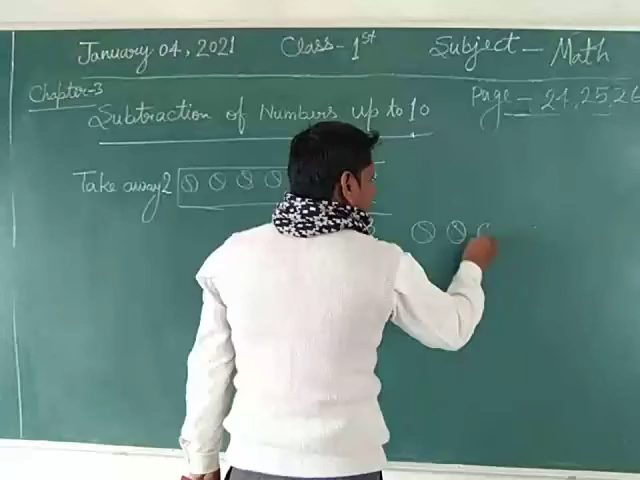 January 04, 2021 Class-1st Subject - Math
Chapter-3 Page - 24,25,26
Subtraction of Numbers up to 10
Take away 2